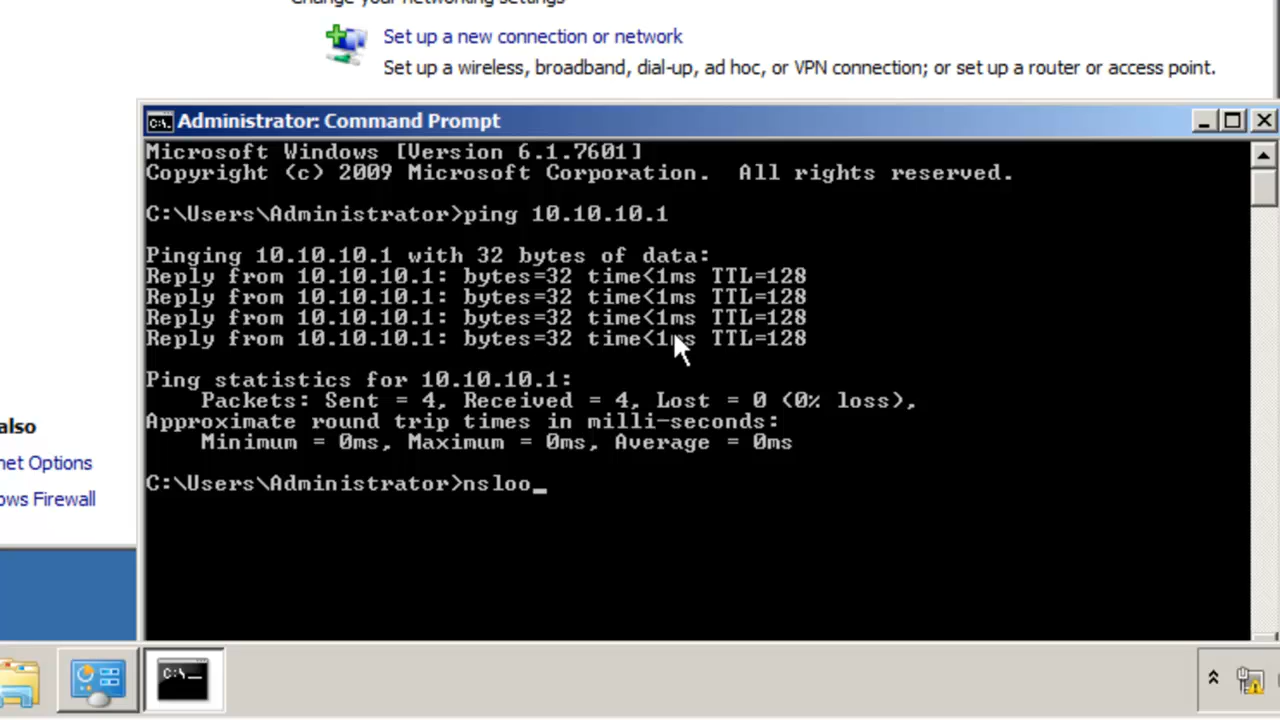 Change your networking settings
Set up a new connection or network
Set up a wireless, broadband, dial-up, ad hoc, or VPN connection; or set up a router or access point.
Administrator: Command Prompt
Microsoft Windows [Version 6.1.7601]
Copyright (c) 2009 Microsoft Corporation.  All rights reserved.
C:\Users\Administrator>ping 10.10.10.1
Pinging 10.10.10.1 with 32 bytes of data:
Reply from 10.10.10.1: bytes=32 time<1ms TTL=128
Reply from 10.10.10.1: bytes=32 time<1ms TTL=128
Reply from 10.10.10.1: bytes=32 time<1ms TTL=128
Reply from 10.10.10.1: bytes=32 time<1ms TTL=128
Ping statistics for 10.10.10.1:
    Packets: Sent = 4, Received = 4, Lost = 0 (0% loss),
Approximate round trip times in milli-seconds:
    Minimum = 0ms, Maximum = 0ms, Average = 0ms
C:\Users\Administrator>nsloo_
also
net Options
ows Firewall